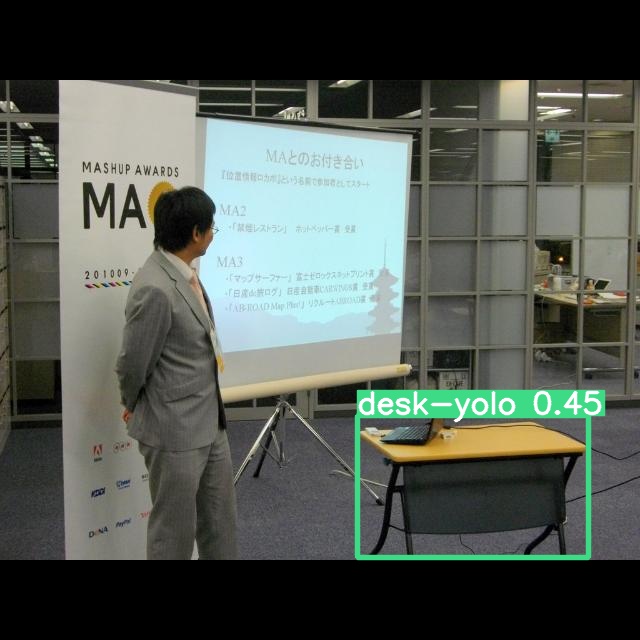 MASHUP AWARDS
MA
201009-
MAとのお付き合い
『位置情報ロカポ』という名前で参加者としてスタート
MA2
・「禁煙レストラン」 ホットペッパー賞 受賞
MA3
・「マップサーファー」 富士ゼロックスネットプリント賞
・「日産de旅ログ」 日産自動車CARWINGS賞 受賞
・「AB-ROAD Map Plus!」 リクルートABROAD賞
KDDI
DeNA
PayPal
desk-yolo 0.45